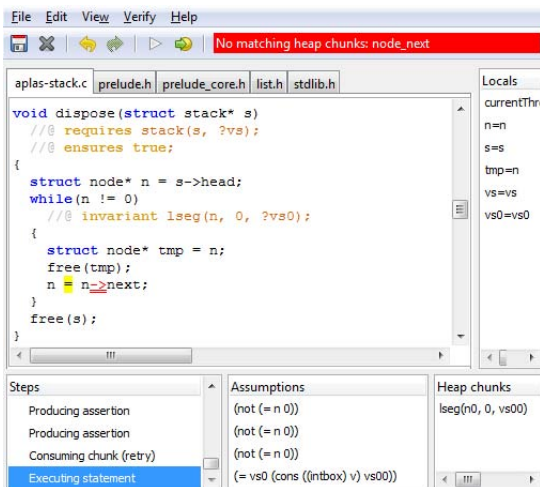 File Edit View Verify Help
No matching heap chunks: node_next
aplas-stack.c prelude.h prelude_core.h list.h stdlib.h
void dispose(struct stack* s)
//@ requires stack(s, ?vs);
//@ ensures true;
{
struct node* n = s->head;
while(n != 0)
//@ invariant lseg(n, 0, ?vs0);
{
struct node* tmp = n;
free(tmp);
n = n->next;
}
free(s);
}
Locals
currentThre
n=n
s=s
tmp=n
vs=vs
vs0=vs0
Steps
Producing assertion
Producing assertion
Consuming chunk (retry)
Executing statement
Assumptions
(not (= n 0))
(not (= n 0))
(not (= n 0))
(= vs0 (cons ((intbox) v) vs00))
Heap chunks
lseg(n0, 0, vs00)